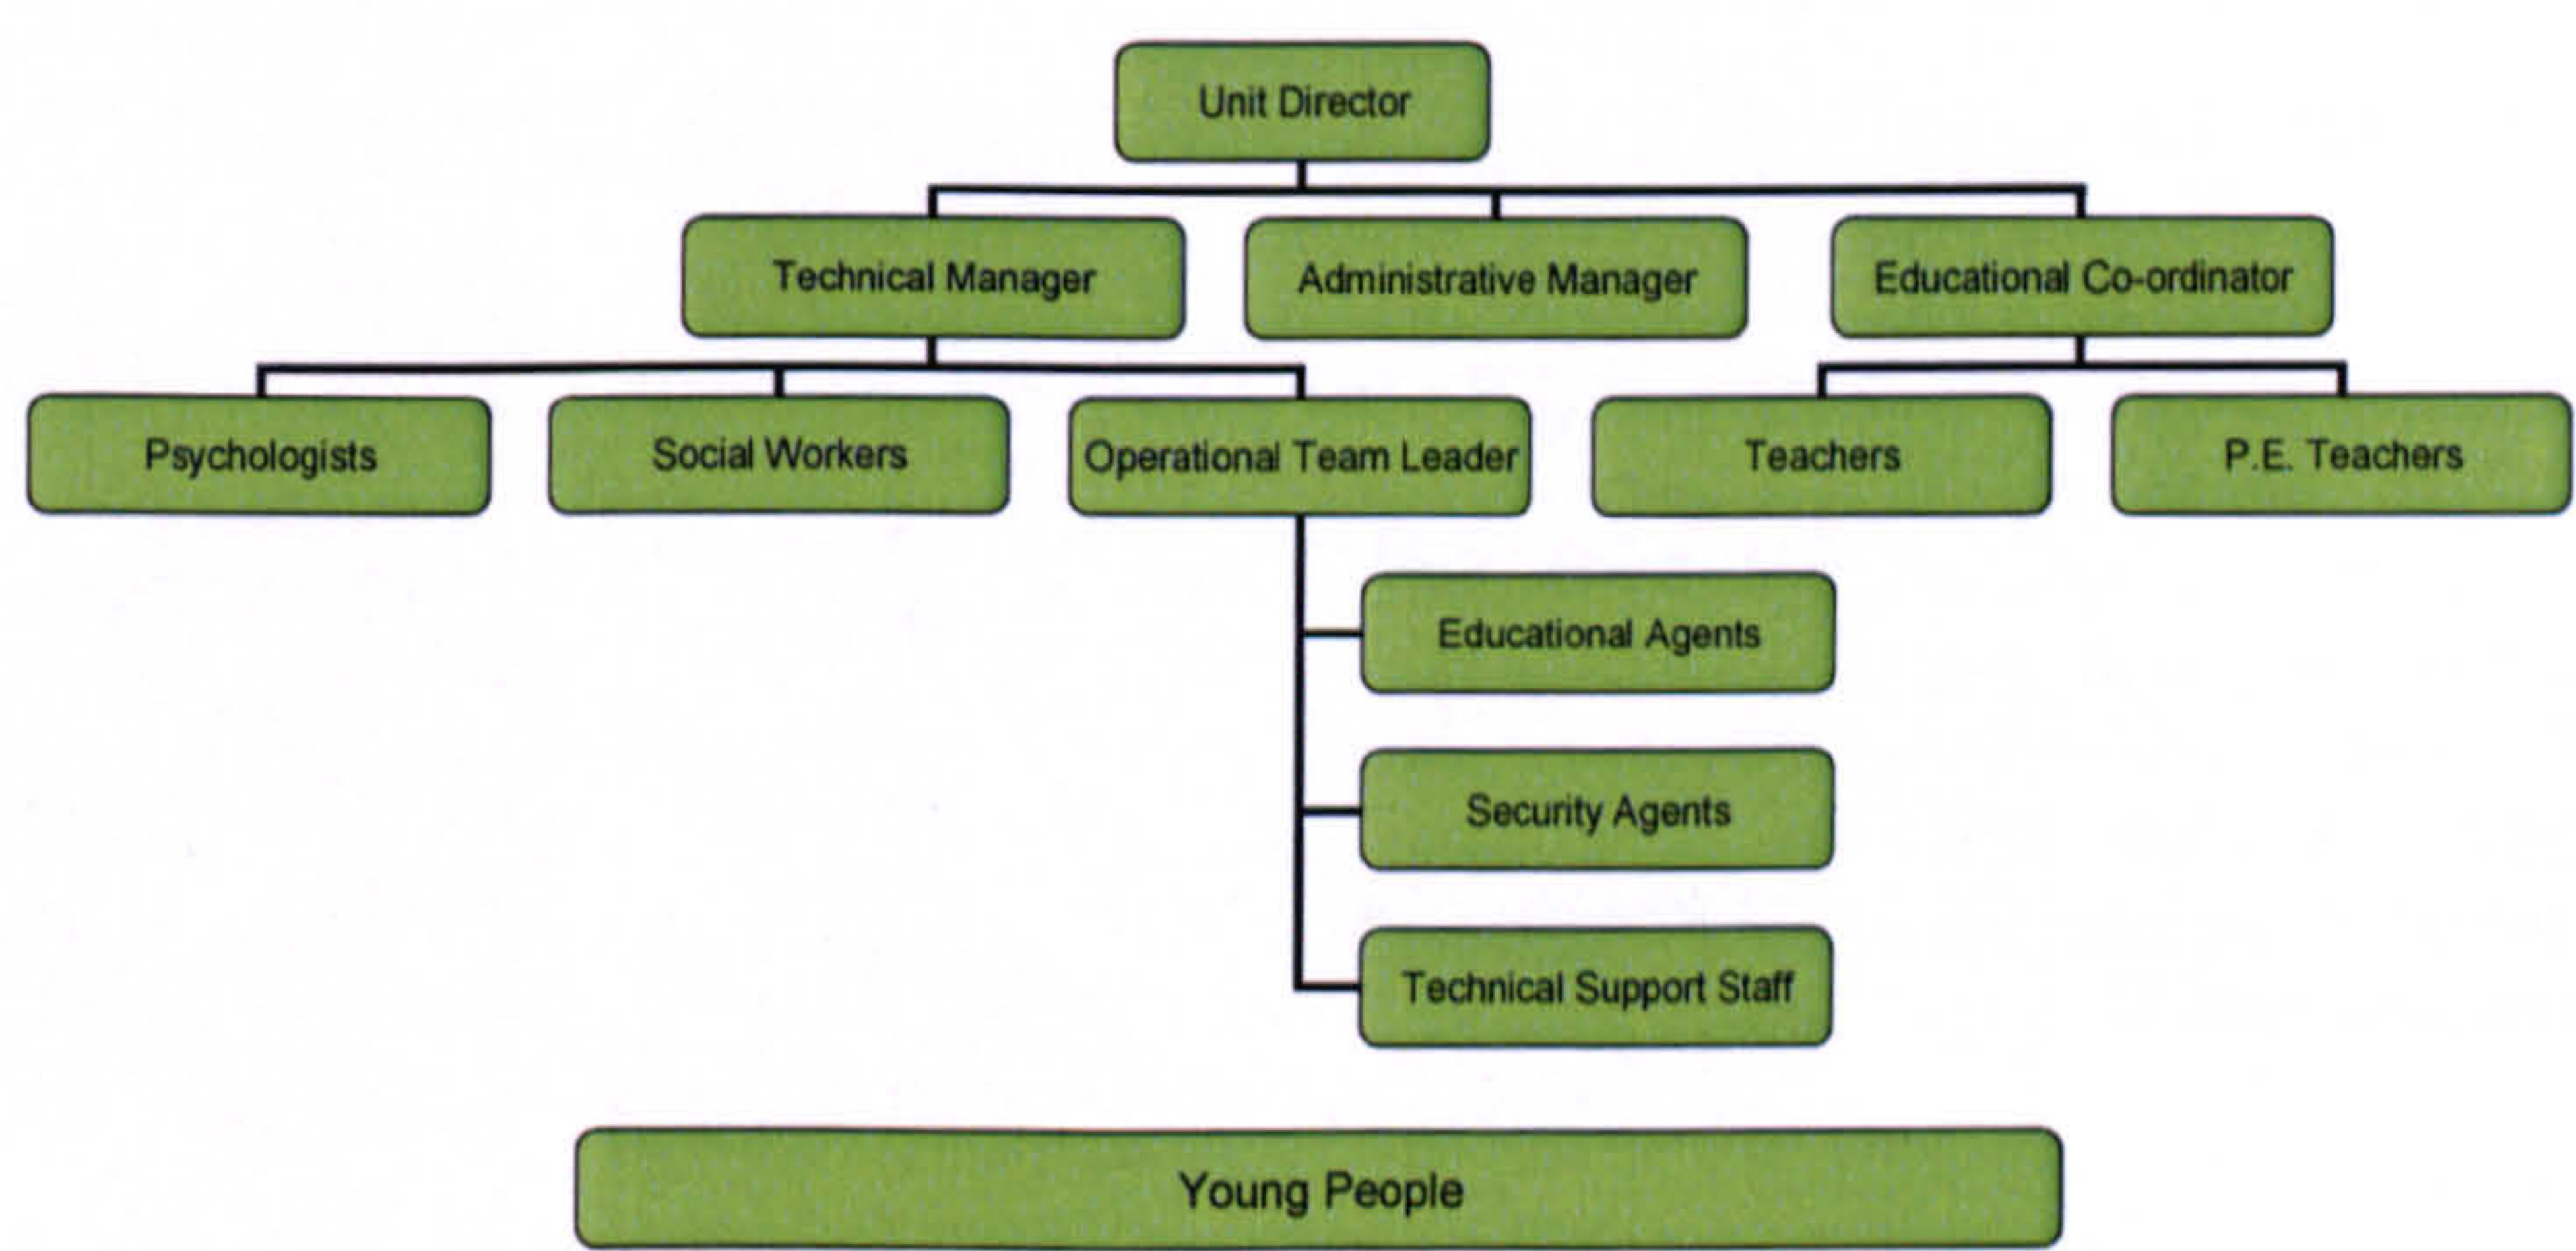 Unit Director
Technical Manager
Administrative Manager
Educational Co-ordinator
Psychologists
Social Workers
Operational Team Leader
Teachers
P.E. Teachers
Educational Agents
Security Agents
Technical Support Staff
Young People